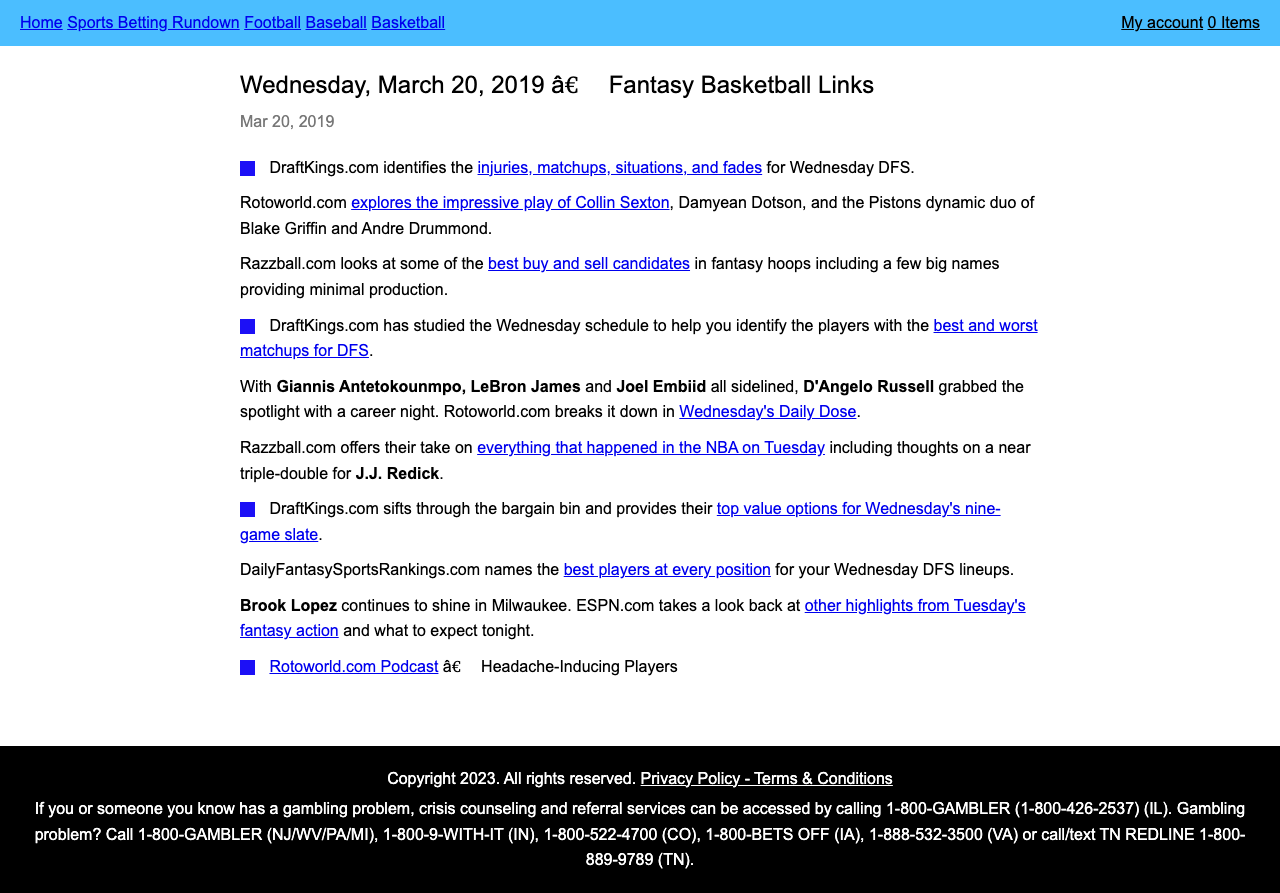 Home Sports Betting Rundown Football Baseball Basketball My account 0 Items
Wednesday, March 20, 2019 â€ Fantasy Basketball Links
Mar 20, 2019
DraftKings.com identifies the injuries, matchups, situations, and fades for Wednesday DFS.
Rotoworld.com explores the impressive play of Collin Sexton, Damyean Dotson, and the Pistons dynamic duo of
Blake Griffin and Andre Drummond.
Razzball.com looks at some of the best buy and sell candidates in fantasy hoops including a few big names
providing minimal production.
DraftKings.com has studied the Wednesday schedule to help you identify the players with the best and worst
matchups for DFS.
With Giannis Antetokounmpo, LeBron James and Joel Embiid all sidelined, D'Angelo Russell grabbed the
spotlight with a career night. Rotoworld.com breaks it down in Wednesday's Daily Dose.
Razzball.com offers their take on everything that happened in the NBA on Tuesday including thoughts on a near
triple-double for J.J. Redick.
DraftKings.com sifts through the bargain bin and provides their top value options for Wednesday's nine-
game slate.
DailyFantasySportsRankings.com names the best players at every position for your Wednesday DFS lineups.
Brook Lopez continues to shine in Milwaukee. ESPN.com takes a look back at other highlights from Tuesday's
fantasy action and what to expect tonight.
Rotoworld.com Podcast â€ Headache-Inducing Players
Copyright 2023. All rights reserved. Privacy Policy - Terms & Conditions
If you or someone you know has a gambling problem, crisis counseling and referral services can be accessed by calling 1-800-GAMBLER (1-800-426-2537) (IL). Gambling
problem? Call 1-800-GAMBLER (NJ/WV/PA/MI), 1-800-9-WITH-IT (IN), 1-800-522-4700 (CO), 1-800-BETS OFF (IA), 1-888-532-3500 (VA) or call/text TN REDLINE 1-800-
889-9789 (TN).